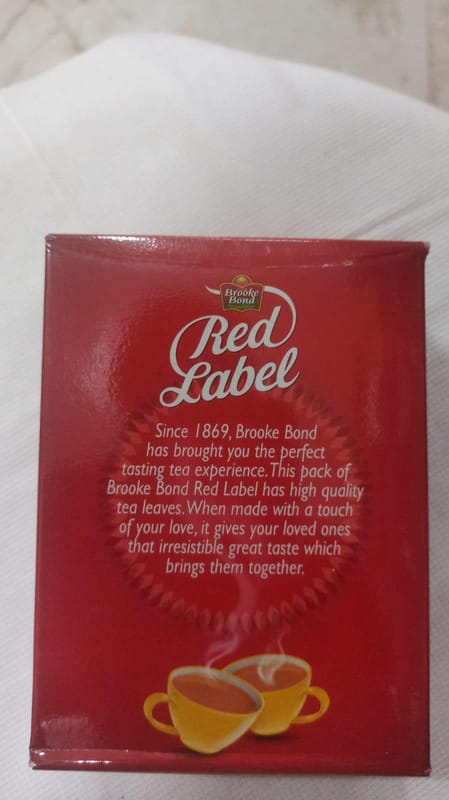 Brooke
Bond
Red
Label
Since 1869, Brooke Bond
has brought you the perfect
tasting tea experience. This pack of
Brooke Bond Red Label has high quality
tea leaves. When made with a touch
of your love, it gives your loved ones
that irresistible great taste which
brings them together.